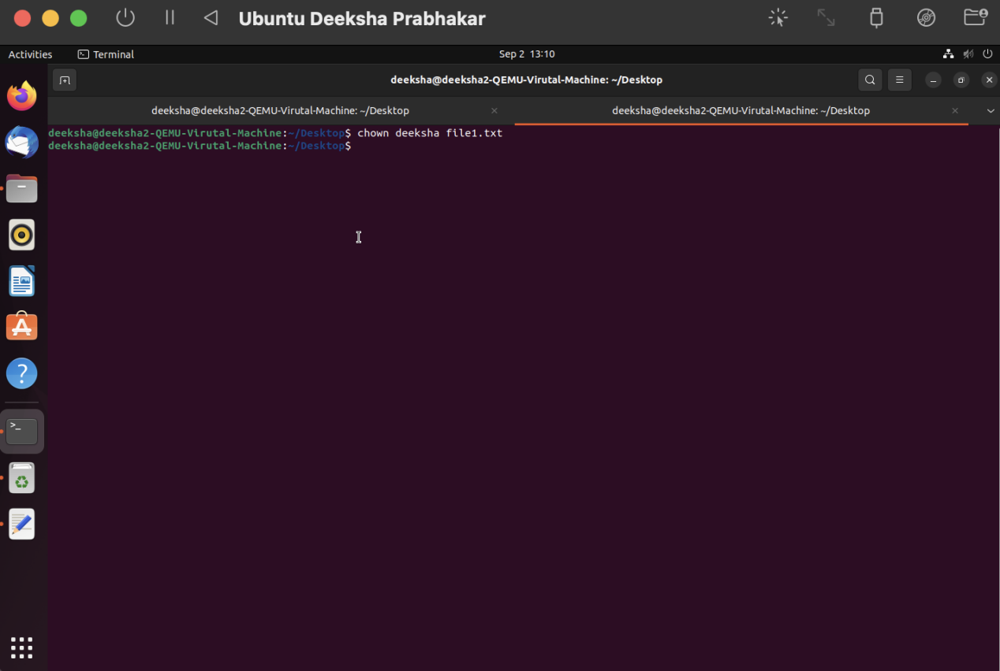 Ubuntu Deeksha Prabhakar
Activities Terminal Sep 2 13:10
deeksha@deeksha2-QEMU-Virutal-Machine: ~/Desktop
deeksha@deeksha2-QEMU-Virutal-Machine: ~/Desktop deeksha@deeksha2-QEMU-Virutal-Machine: ~/Desktop
deeksha@deeksha2-QEMU-Virutal-Machine:~/Desktop$ chown deeksha file1.txt
deeksha@deeksha2-QEMU-Virutal-Machine:~/Desktop$